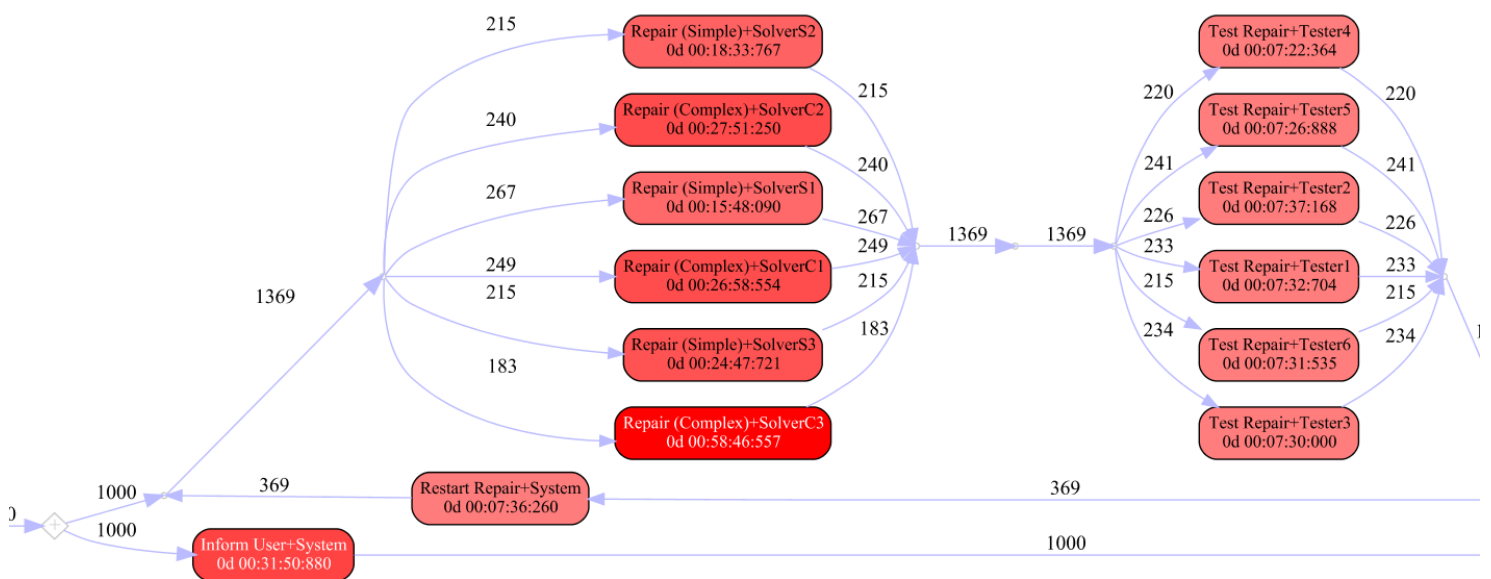 215
Repair (Simple)+SolverS2
0d 00:18:33:767
215
240
Repair (Complex)+SolverC2
0d 00:27:51:250
240
267
Repair (Simple)+SolverS1
0d 00:15:48:090
267
249
Repair (Complex)+SolverC1
0d 00:26:58:554
249
215
Repair (Simple)+SolverS3
0d 00:24:47:721
215
183
Repair (Complex)+SolverC3
0d 00:58:46:557
183
1369
1369
1369
220
Test Repair+Tester4
0d 00:07:22:364
220
241
Test Repair+Tester5
0d 00:07:26:888
241
226
Test Repair+Tester2
0d 00:07:37:168
226
233
Test Repair+Tester1
0d 00:07:32:704
233
215
Test Repair+Tester6
0d 00:07:31:535
215
234
Test Repair+Tester3
0d 00:07:30:000
234
1000
369
Restart Repair+System
0d 00:07:36:260
369
1000
Inform User+System
0d 00:31:50:880
1000